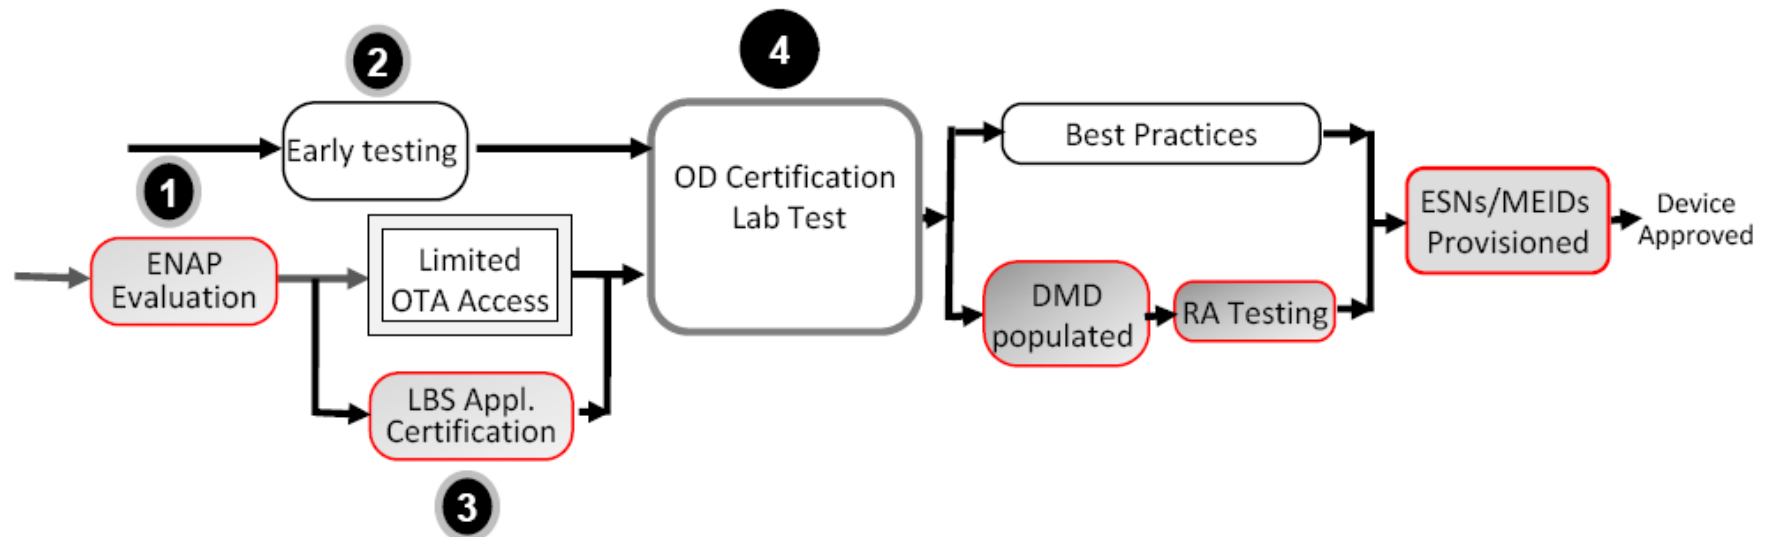 2
4
Early testing
1
OD Certification
Lab Test
Best Practices
ESNs/MEIDs
Provisioned
Device
Approved
ENAP
Evaluation
Limited
OTA Access
DMD
populated
RA Testing
LBS Appl.
Certification
3